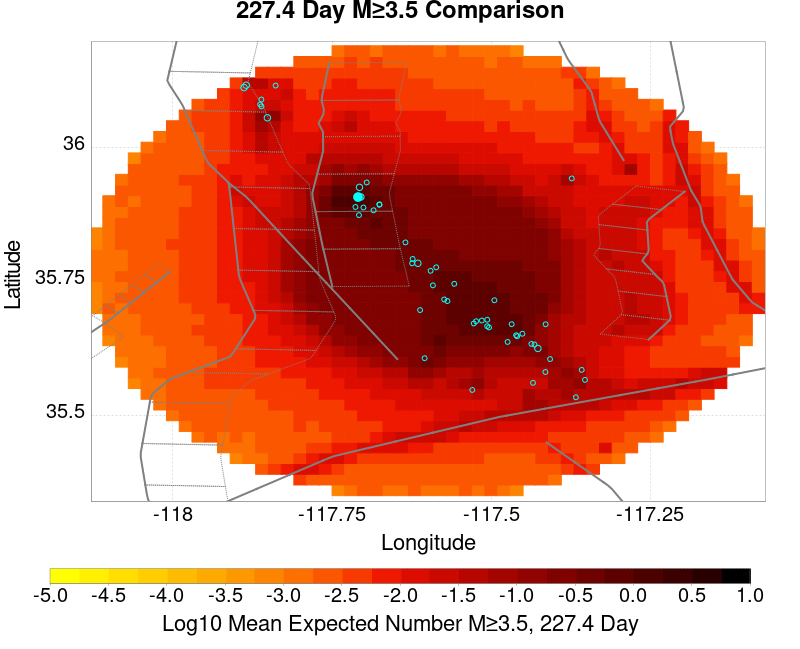 227.4 Day M≥3.5 Comparison
36
35.75
35.5
Latitude
-118 -117.75 -117.5 -117.25
Longitude
-5.0 -4.5 -4.0 -3.5 -3.0 -2.5 -2.0 -1.5 -1.0 -0.5 0.0 0.5 1.0
Log10 Mean Expected Number M≥3.5, 227.4 Day